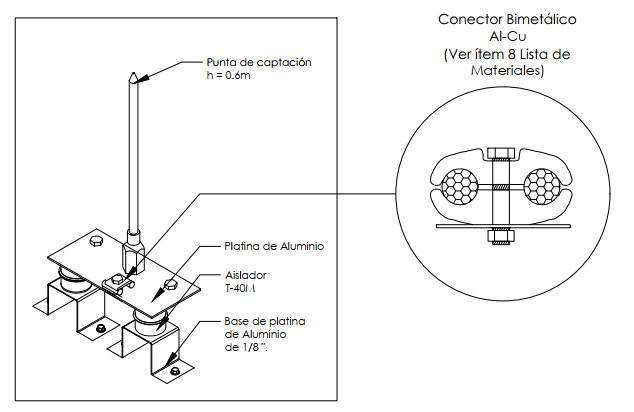 Conector Bimetálico
Al-Cu
(Ver ítem 8 Lista de
Materiales)
Punta de captación
h = 0.6m
Platina de Aluminio
Aislador
T-40M
Base de platina
de Aluminio
de 1/8".